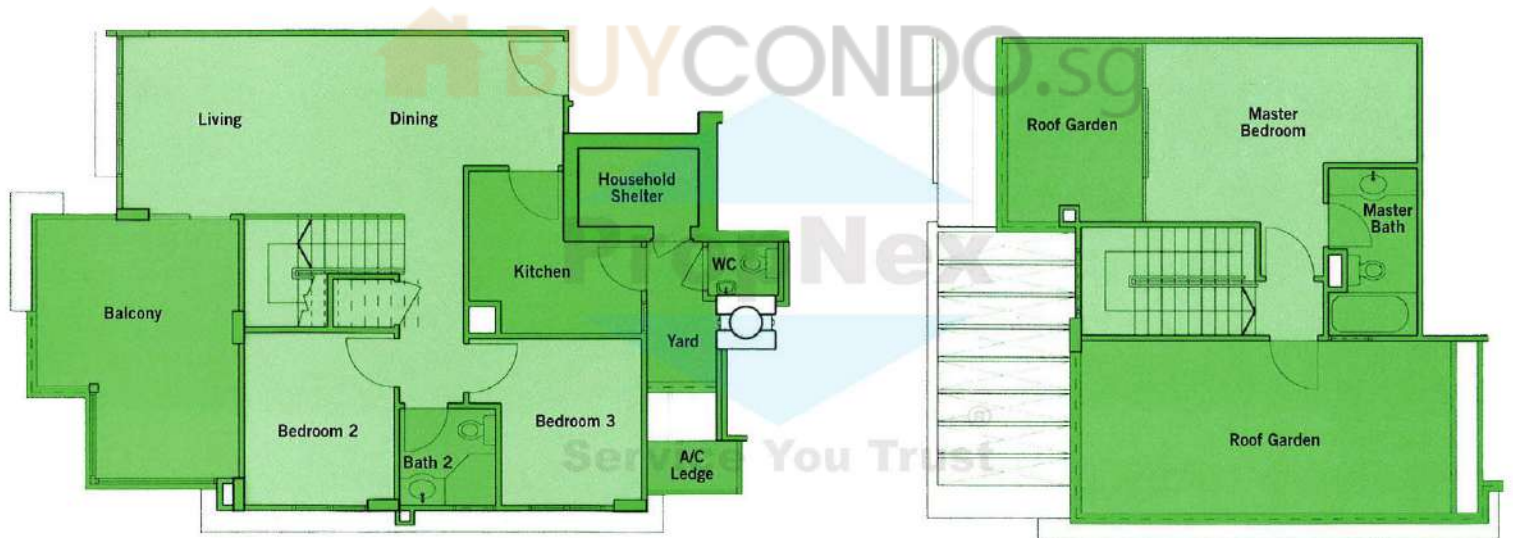 BUYCONDO.sg
Living
Dining
Household
Shelter
Kitchen
WC
Balcony
Yard
Bedroom 2
Bath 2
Bedroom 3
A/C
Ledge
Roof Garden
Master
Bedroom
Master
Bath
Roof Garden
PropNex
Service You Trust
®